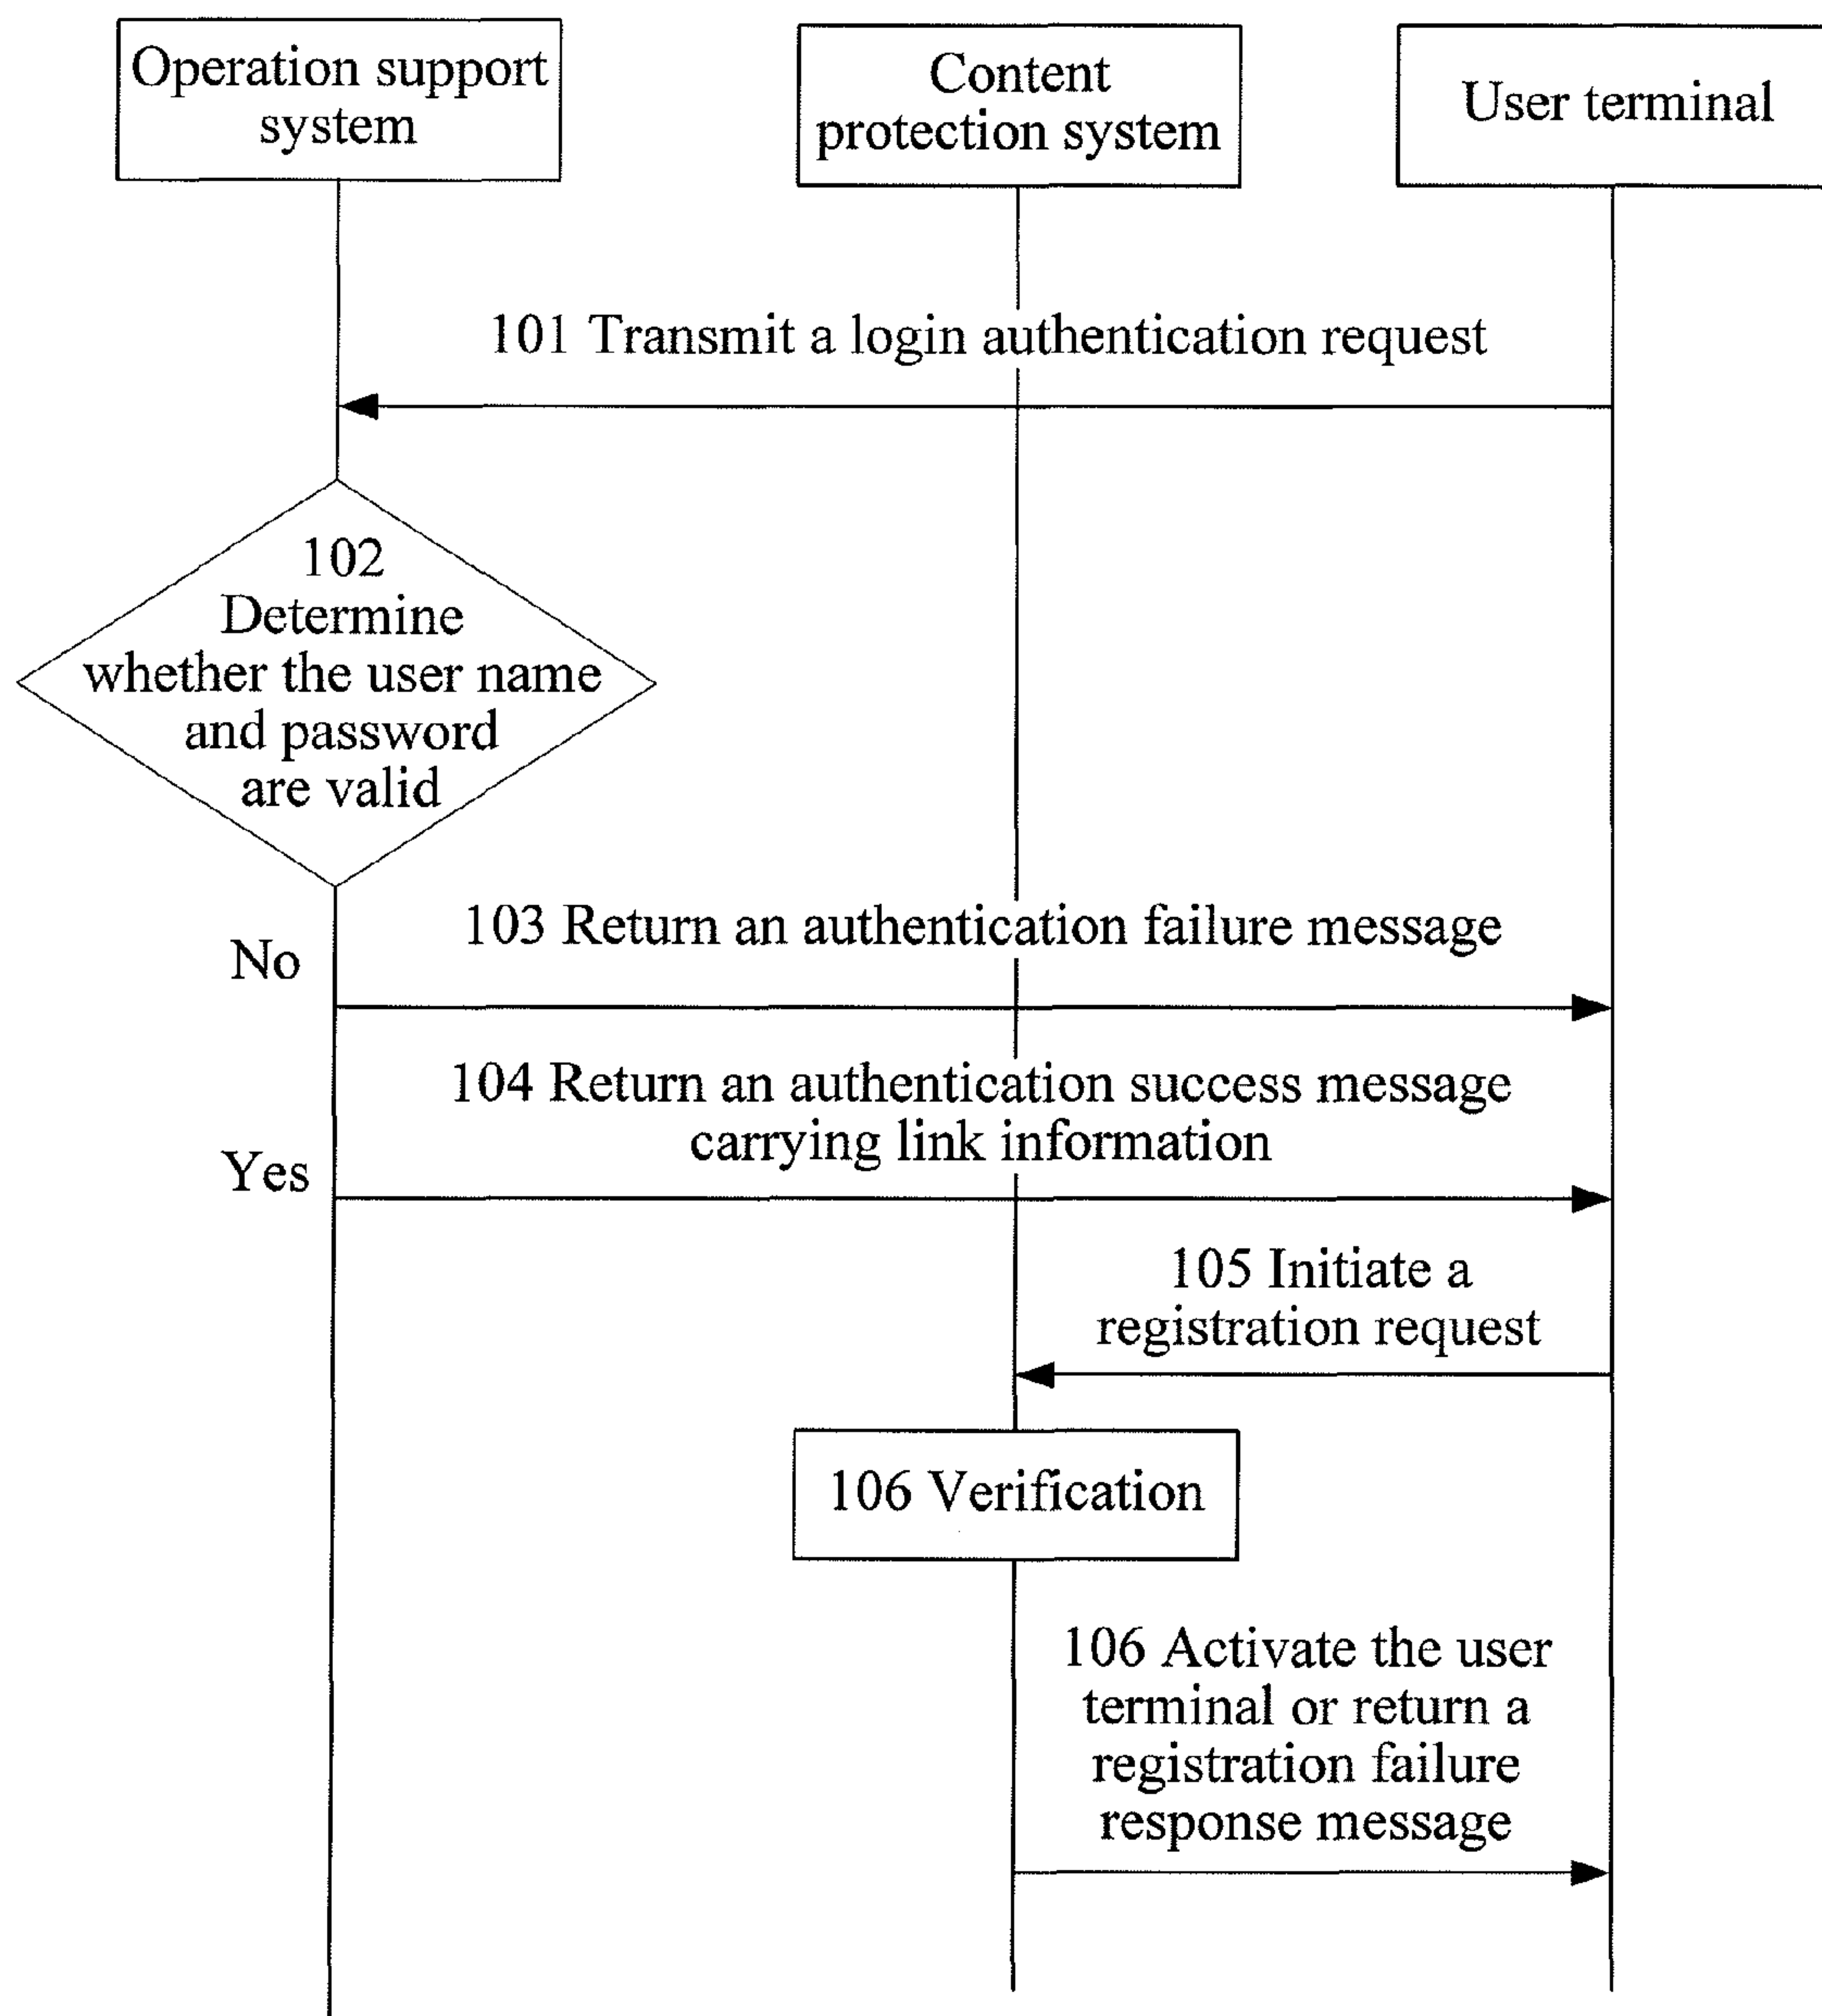 Operation support
system
Content
protection system
User terminal
101 Transmit a login authentication request
102
Determine
whether the user name
and password
are valid
103 Return an authentication failure message
No
104 Return an authentication success message
carrying link information
Yes
105 Initiate a
registration request
106 Verification
106 Activate the user
terminal or return a
registration failure
response message